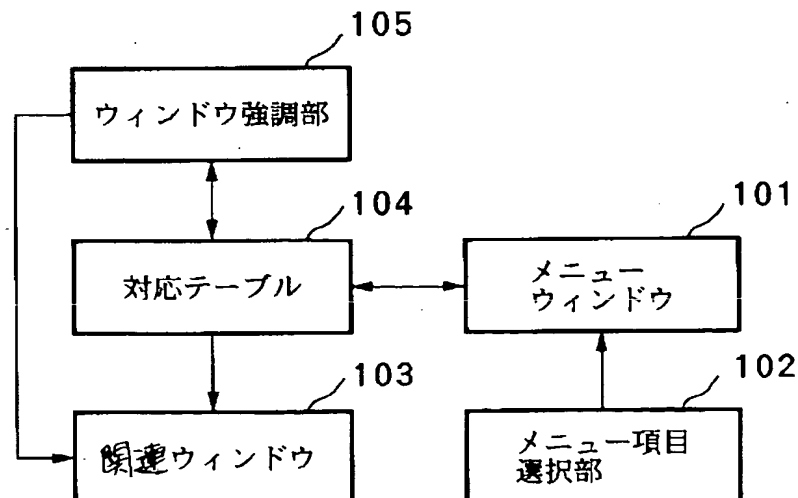 105
ウィンドウ強調部
104
対応テーブル
101
メニュー
ウィンドウ
103
関連ウィンドウ
102
メニュー項目
選択部